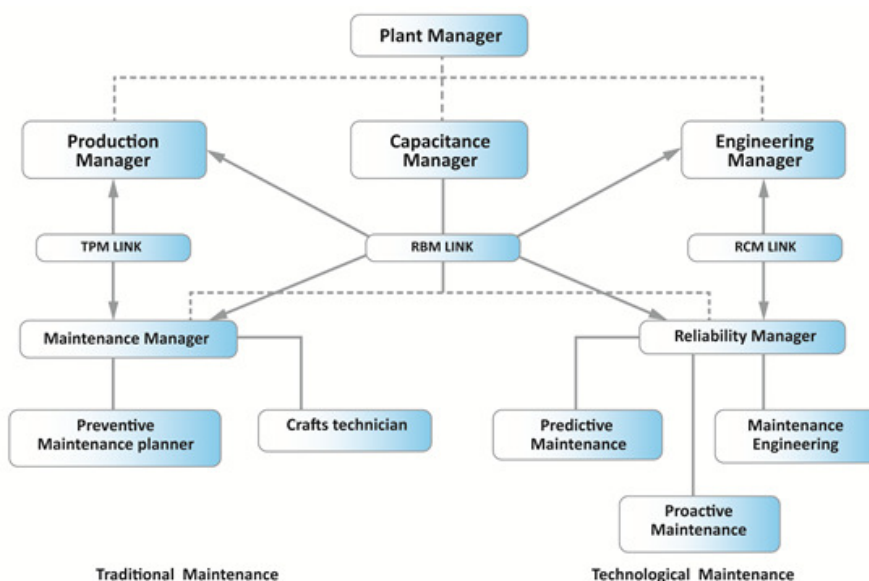 Plant Manager
Production
Manager
Capacitance
Manager
Engineering
Manager
TPM LINK
RBM LINK
RCM LINK
Maintenance Manager
Reliability Manager
Preventive
Maintenance planner
Crafts technician
Predictive
Maintenance
Maintenance
Engineering
Proactive
Maintenance
Traditional Maintenance
Technological Maintenance